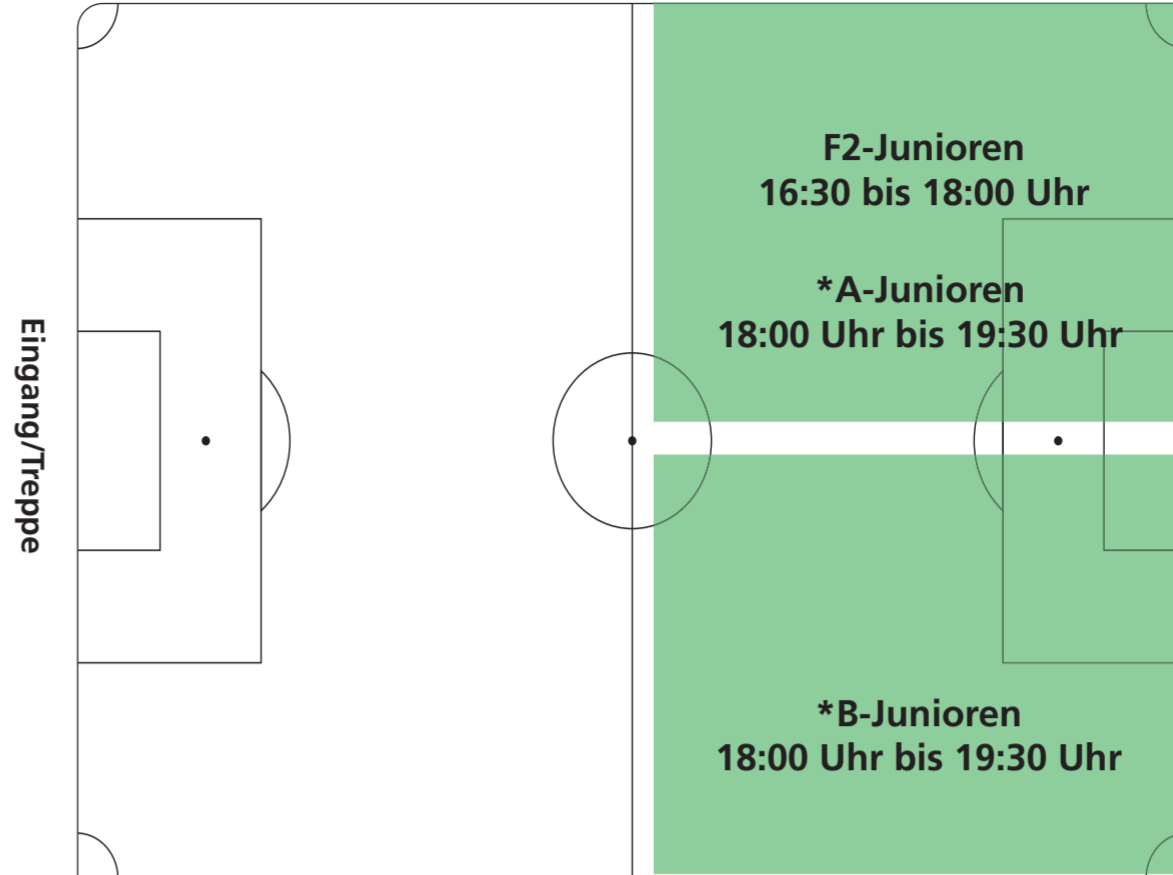 Eingang/Treppe
F2-Junioren
16:30 bis 18:00 Uhr
*A-Junioren
18:00 Uhr bis 19:30 Uhr
*B-Junioren
18:00 Uhr bis 19:30 Uhr